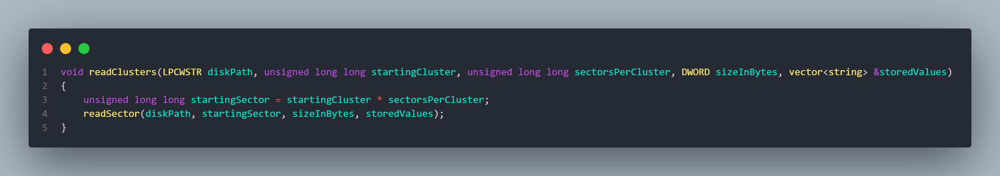 1 void readClusters(LPCWSTR diskPath, unsigned long long startingCluster, unsigned long long sectorsPerCluster, DWORD sizeInBytes, vector<string> &storedValues)
2 {
3     unsigned long long startingSector = startingCluster * sectorsPerCluster;
4     readSector(diskPath, startingSector, sizeInBytes, storedValues);
5 }